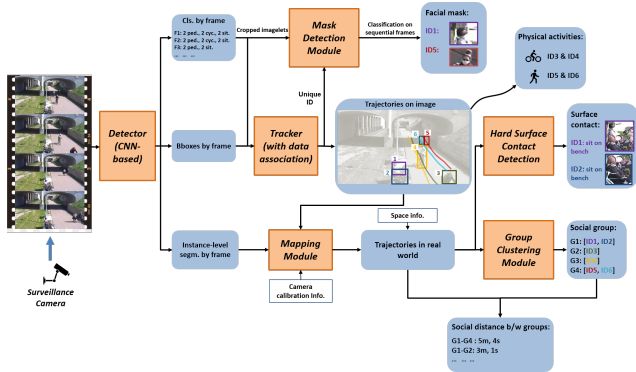 Cls. by frame
F1: 2 ped., 2 cyc., 2 sit.
F2: 2 ped., 2 cyc., 2 sit.
F3: 2 ped., 2 sit.
... ... ...
Cropped imagelets
Mask
Detection
Module
Classification on
sequential frames
Facial mask:
ID1:
ID5:
Physical activities:
ID3 & ID4
ID5 & ID6
Unique
ID
Detector
(CNN-
based)
Bboxes by frame
Tracker
(with data
association)
Trajectories on image
6
5
4
1
2
3
Hard Surface
Contact
Detection
Surface
contact:
ID1: sit on
bench
ID2: sit on
bench
Space info.
Instance-level
segm. by frame
Mapping
Module
Trajectories in real
world
Group
Clustering
Module
Social group:
G1: [ID1, ID2]
G2: [ID3]
G3: [ID4]
G4: [ID5, ID6]
Camera
calibration Info.
Surveillance
Camera
Social distance b/w groups:
G1-G4 : 5m, 4s
G1-G2: 3m, 1s
... ... ...